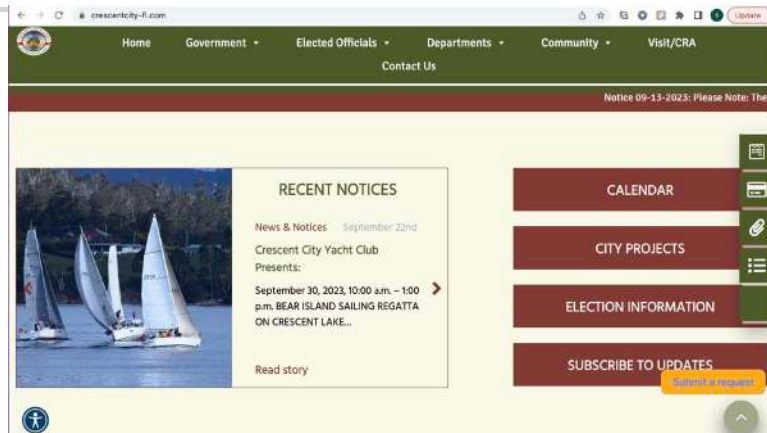 crescentcity-fl.com
Update
Home Government Elected Officials Departments Community Visit/CRA
Contact Us
Notice 09-13-2023: Please Note: The
RECENT NOTICES
News & Notices September 22nd
Crescent City Yacht Club
Presents:
September 30, 2023, 10:00 a.m. – 1:00
p.m. BEAR ISLAND SAILING REGATTA
ON CRESCENT LAKE...
Read story
CALENDAR
CITY PROJECTS
ELECTION INFORMATION
SUBSCRIBE TO UPDATES
Submit a request